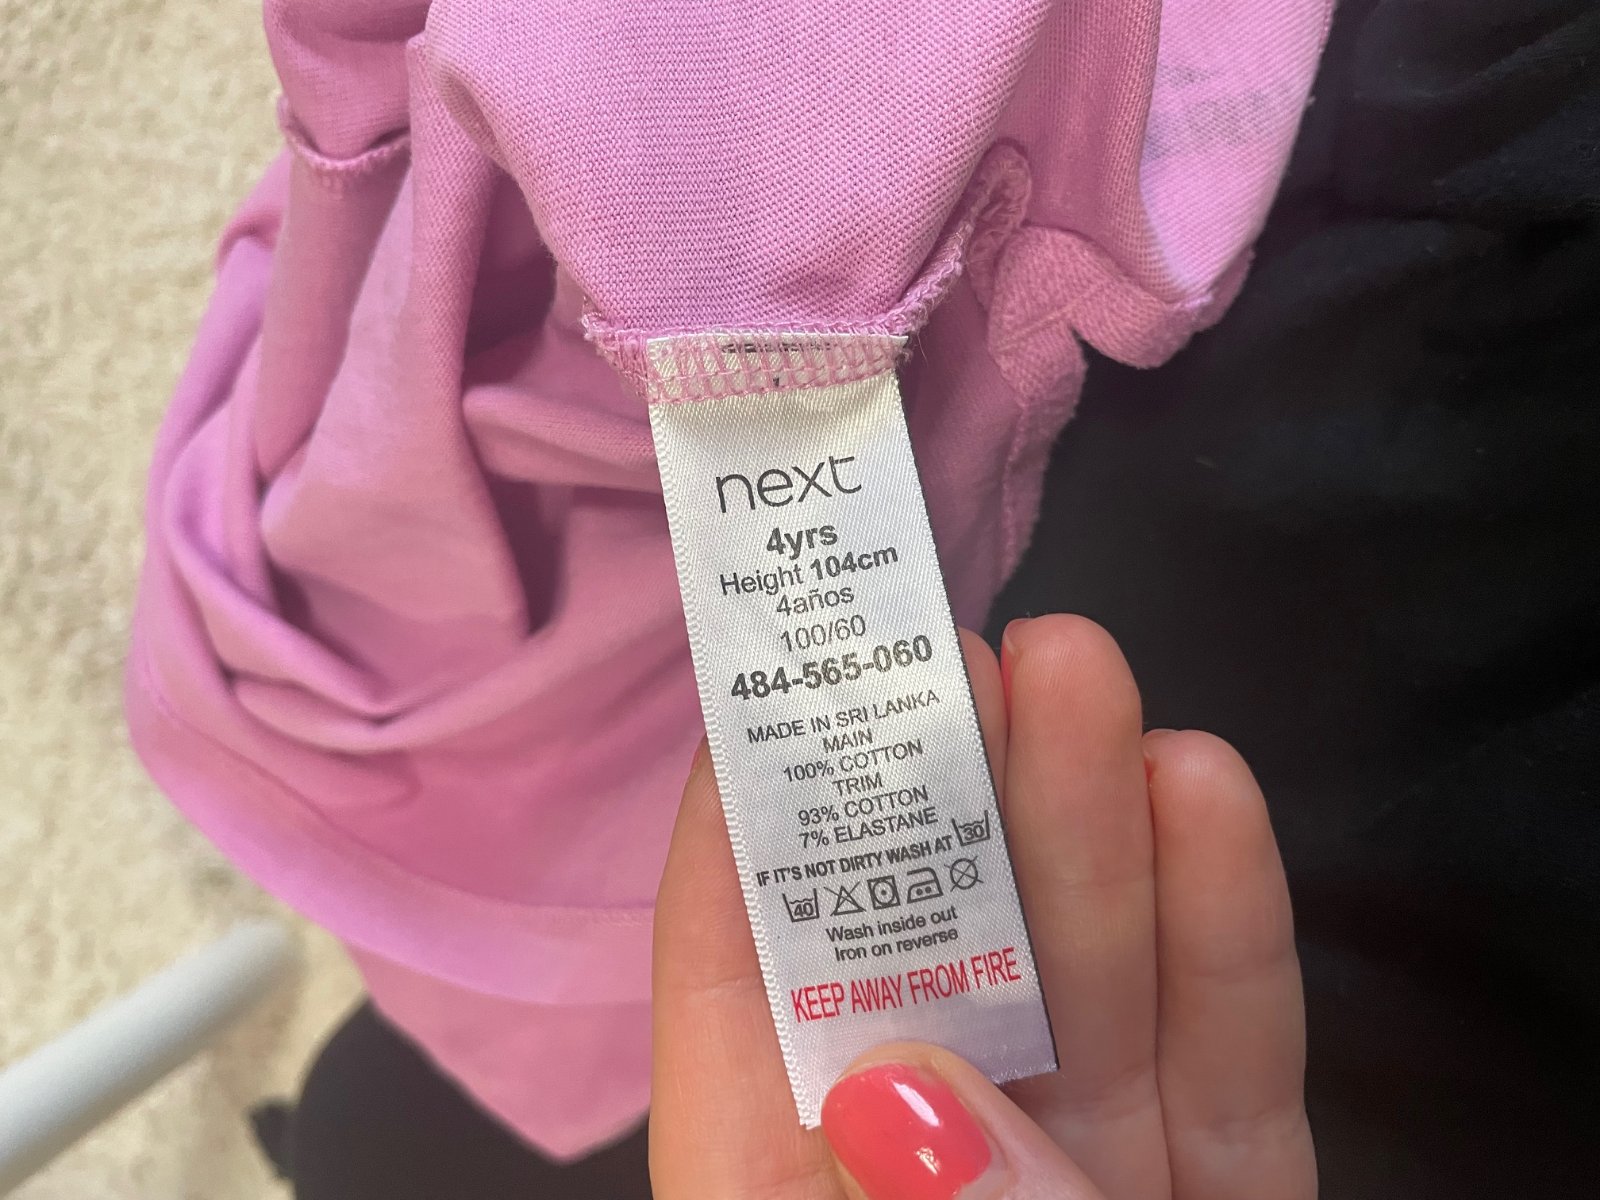 next
4yrs
Height 104cm
4años
100/60
484-565-060
MADE IN SRI LANKA
MAIN
100% COTTON
TRIM
93% COTTON
7% ELASTANE
IF IT'S NOT DIRTY WASH AT 30
40
Wash inside out
Iron on reverse
KEEP AWAY FROM FIRE